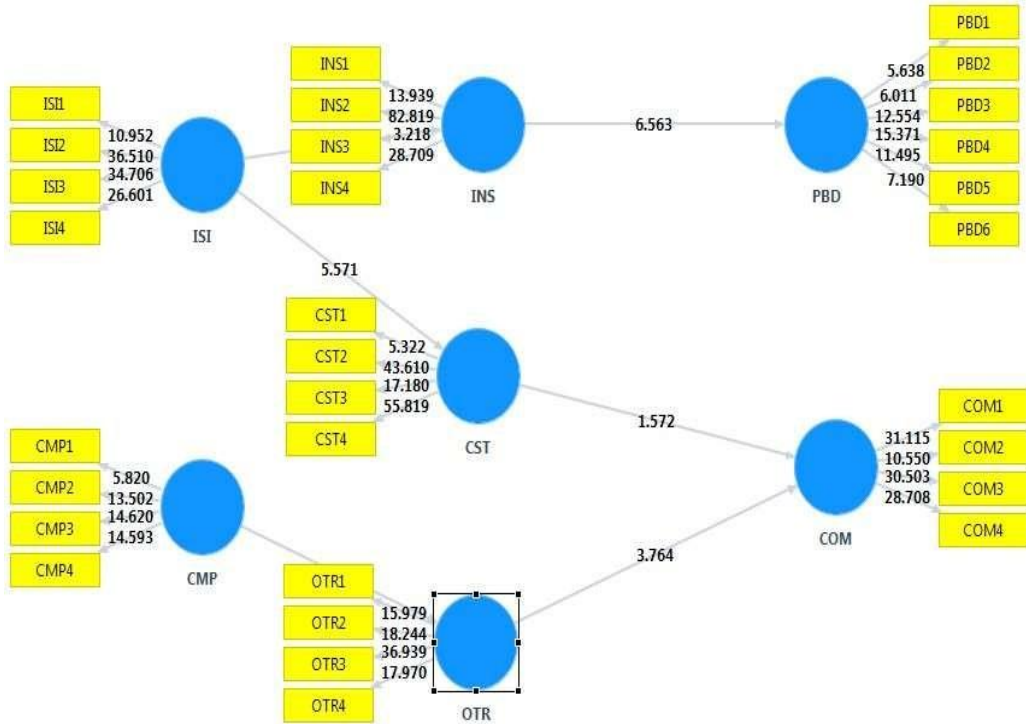 ISI1
ISI2
ISI3
ISI4
10.952
36.510
34.706
26.601
ISI
INS1
INS2
INS3
INS4
13.939
82.819
3.218
28.709
INS
6.563
PBD
5.638
6.011
12.554
15.371
11.495
7.190
PBD1
PBD2
PBD3
PBD4
PBD5
PBD6
5.571
CST1
CST2
CST3
CST4
5.322
43.610
17.180
55.819
CST
1.572
CMP1
CMP2
CMP3
CMP4
5.820
13.502
14.620
14.593
CMP
OTR1
OTR2
OTR3
OTR4
15.979
18.244
36.939
17.970
OTR
3.764
COM
31.115
10.550
30.503
28.708
COM1
COM2
COM3
COM4